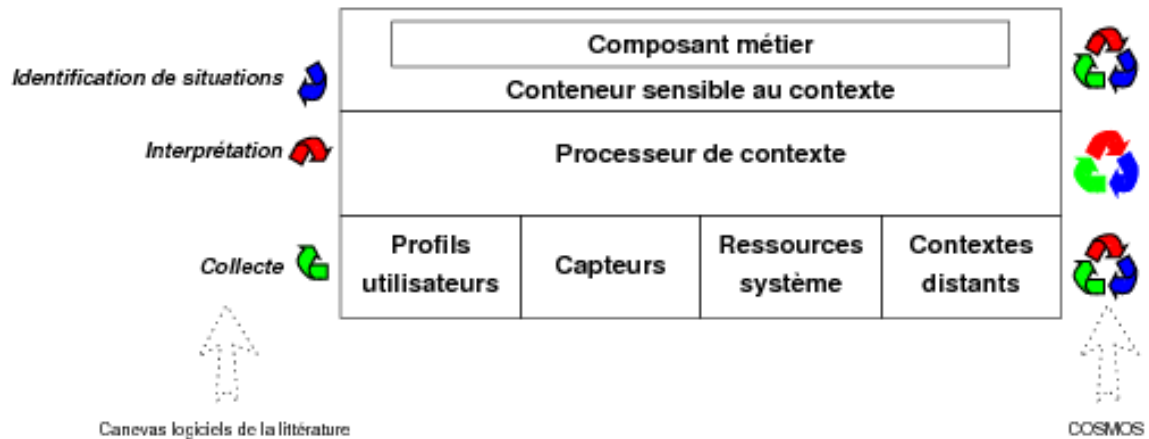 Composant métier
Identification de situations
Conteneur sensible au contexte
Interprétation
Processeur de contexte
Collecte
Profils
utilisateurs
Capteurs
Ressources
système
Contextes
distants
Canevas logiciels de la littérature
COSMOS